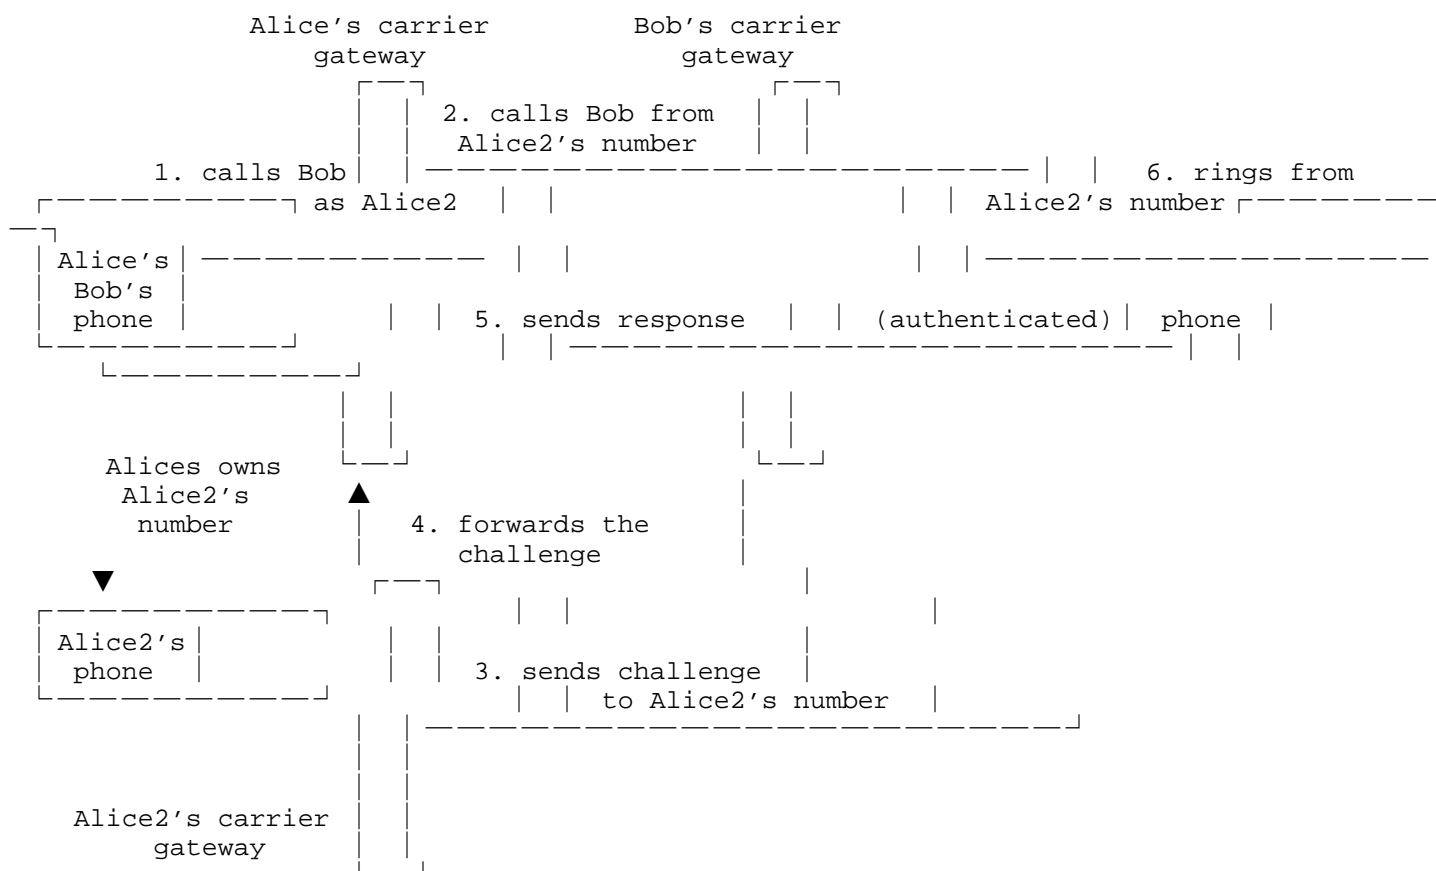 Alice's carrier Bob's carrier
gateway gateway
2. calls Bob from
Alice2's number
1. calls Bob 6. rings from
as Alice2 Alice2's number
Alice's
Bob's
phone 5. sends response (authenticated) phone
Alices owns
Alice2's
number 4. forwards the
challenge
Alice2's
phone 3. sends challenge
to Alice2's number
Alice2's carrier
gateway